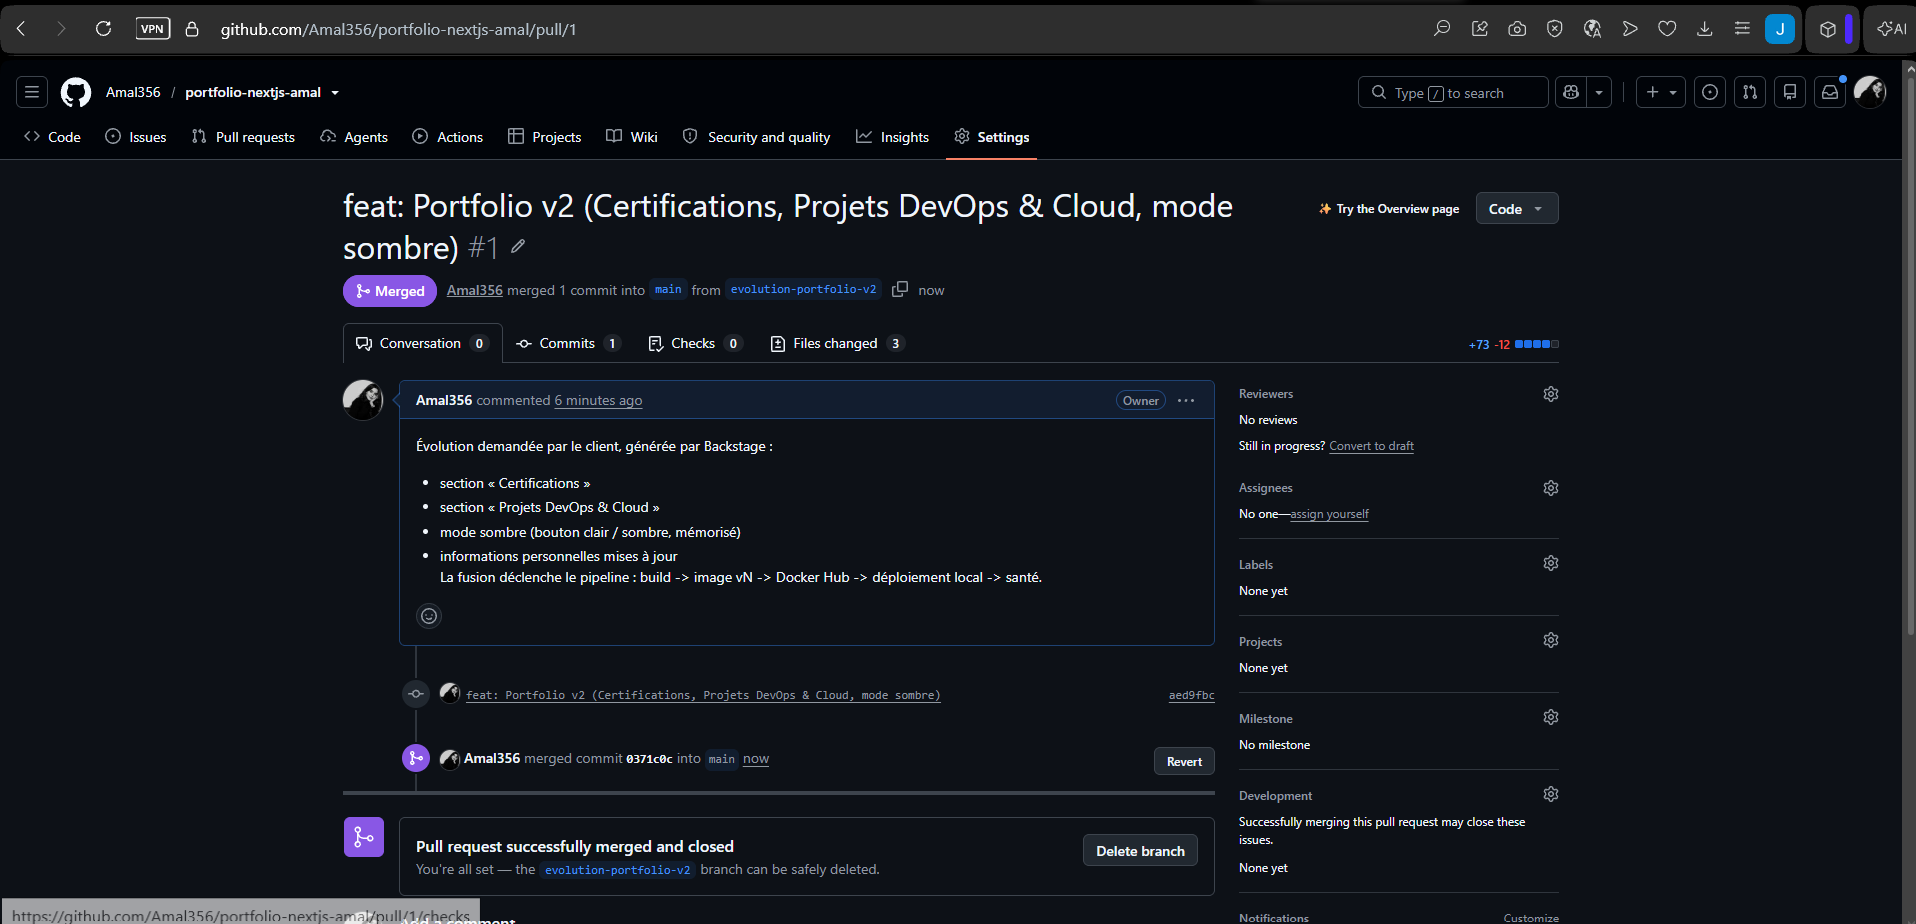 VPN
github.com/Amal356/portfolio-nextjs-amal/pull/1
J
AI
Amal356 / portfolio-nextjs-amal
Type / to search
Code
Issues
Pull requests
Agents
Actions
Projects
Wiki
Security and quality
Insights
Settings
feat: Portfolio v2 (Certifications, Projets DevOps & Cloud, mode
sombre) #1
Try the Overview page
Code
Merged
Amal356 merged 1 commit into main from evolution-portfolio-v2 now
Conversation 0
Commits 1
Checks 0
Files changed 3
+73 -12
Amal356 commented 6 minutes ago
Owner
Évolution demandée par le client, générée par Backstage :
• section « Certifications »
• section « Projets DevOps & Cloud »
• mode sombre (bouton clair / sombre, mémorisé)
• informations personnelles mises à jour
La fusion déclenche le pipeline : build -> image vN -> Docker Hub -> déploiement local -> santé.
feat: Portfolio v2 (Certifications, Projets DevOps & Cloud, mode sombre)
aed9fbc
Amal356 merged commit 0371c0c into main now
Revert
Pull request successfully merged and closed
You're all set — the evolution-portfolio-v2 branch can be safely deleted.
Delete branch
Reviewers
No reviews
Still in progress? Convert to draft
Assignees
No one—assign yourself
Labels
None yet
Projects
None yet
Milestone
No milestone
Development
Successfully merging this pull request may close these
issues.
None yet
Notifications
Customize
https://github.com/Amal356/portfolio-nextjs-amal/pull/1/checks
Add a comment